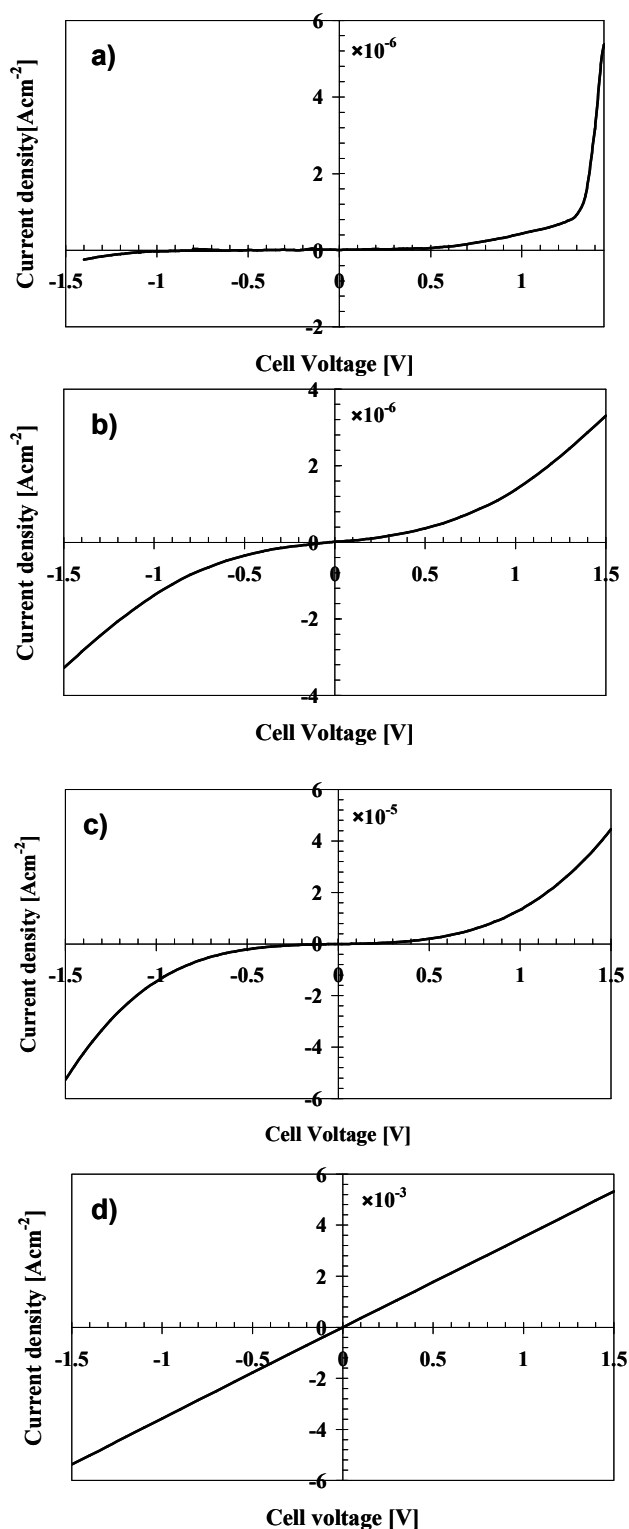 a)
×10-6
6
4
2
0
-2
-1.5 -1 -0.5 0 0.5 1
Current density[Acm-2]
Cell Voltage [V]
b)
×10-6
4
2
0
-2
-4
-1.5 -1 -0.5 0 0.5 1 1.5
Current density [Acm-2]
Cell Voltage [V]
c)
×10-5
6
4
2
0
-2
-4
-6
-1.5 -1 -0.5 0 0.5 1 1.5
Current density [Acm-2]
Cell Voltage [V]
d)
×10-3
6
4
2
0
-2
-4
-6
-1.5 -1 -0.5 0 0.5 1 1.5
Current density [Acm-2]
Cell voltage [V]